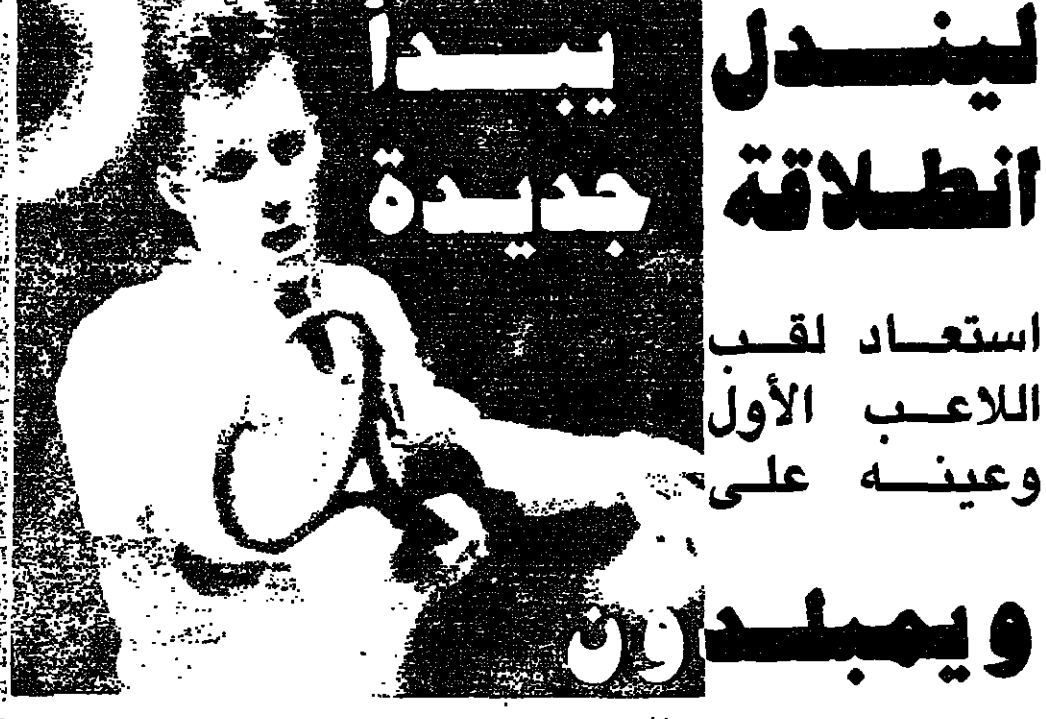 ليندل يبدأ
انطلاقة جديدة
استعاد لقب
اللاعب الأول
وعينه على
ويمبلدون